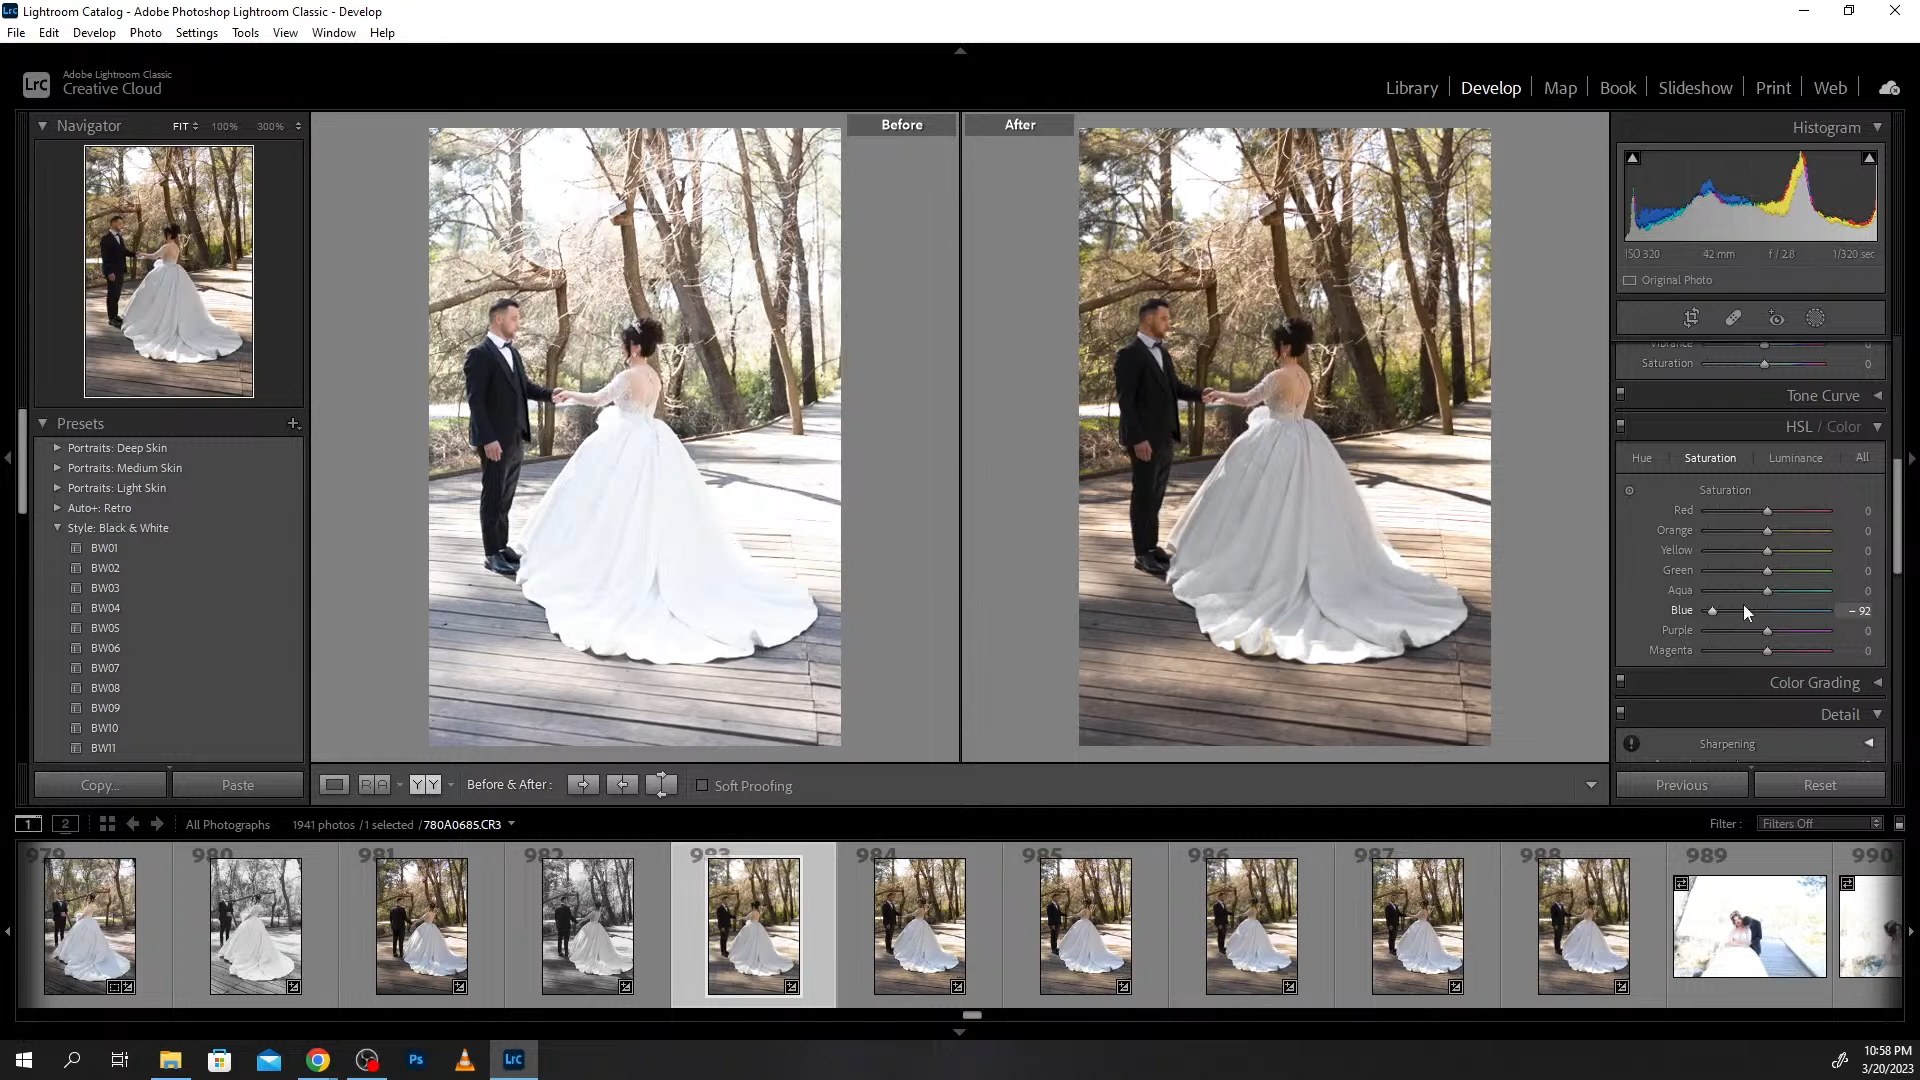 Lrc Lightroom Catalog - Adobe Photoshop Lightroom Classic - Develop
File Edit Develop Photo Settings Tools View Window Help
Lrc Adobe Lightroom Classic
Creative Cloud
Library Develop Map Book Slideshow Print Web
Navigator FIT 100% 300%
Before After
Histogram
ISO 320 42 mm f / 2.8 1/320 sec
Original Photo
Vibrance 0
Saturation 0
Tone Curve
HSL / Color
Hue Saturation Luminance All
Saturation
Red 0
Orange 0
Yellow 0
Green 0
Aqua 0
Blue - 92
Purple 0
Magenta 0
Color Grading
Detail
Sharpening
Previous Reset
Presets
Portraits: Deep Skin
Portraits: Medium Skin
Portraits: Light Skin
Auto+: Retro
Style: Black & White
BW01
BW02
BW03
BW04
BW05
BW06
BW07
BW08
BW09
BW10
BW11
Copy... Paste
R A Y Y Before & After : Soft Proofing
1 2 All Photographs 1941 photos / 1 selected / 780A0685.CR3 Filter : Filters Off
979 980 981 982 983 984 985 986 987 988 989 990
Ps Lrc
10:58 PM
3/20/2023